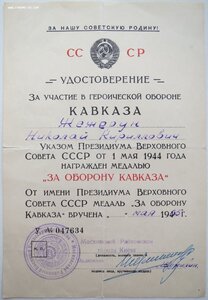 ЗА НАШУ СОВЕТСКУЮ РОДИНУ!
СС СР
УДОСТОВЕРЕНИЕ
ЗА УЧАСТИЕ В ГЕРОИЧЕСКОЙ ОБОРОНЕ
КАВКАЗА
Николай Кириллович
УКАЗОМ ПРЕЗИДИУМА ВЕРХОВНОГО
СОВЕТА СССР ОТ 1 МАЯ 1944 ГОДА
НАГРАЖДЕН МЕДАЛЬЮ
„ЗА ОБОРОНУ КАВКАЗА"
ОТ ИМЕНИ ПРЕЗИДИУМА ВЕРХОВНОГО
СОВЕТА СССР МЕДАЛЬ „ЗА ОБОРОНУ
КАВКАЗА" ВРУЧЕНА мая
№ 047634